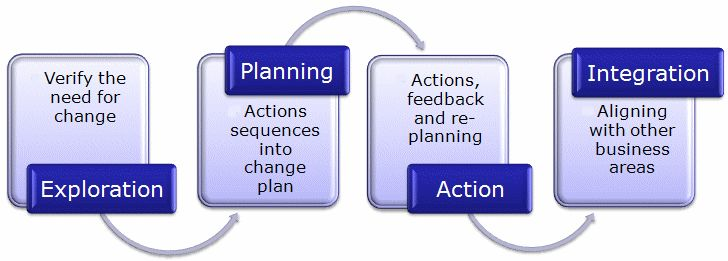 Verify the
need for
change
Exploration
Planning
Actions
sequences
into
change
plan
Actions,
feedback
and re-
planning
Action
Integration
Aligning
with other
business
areas